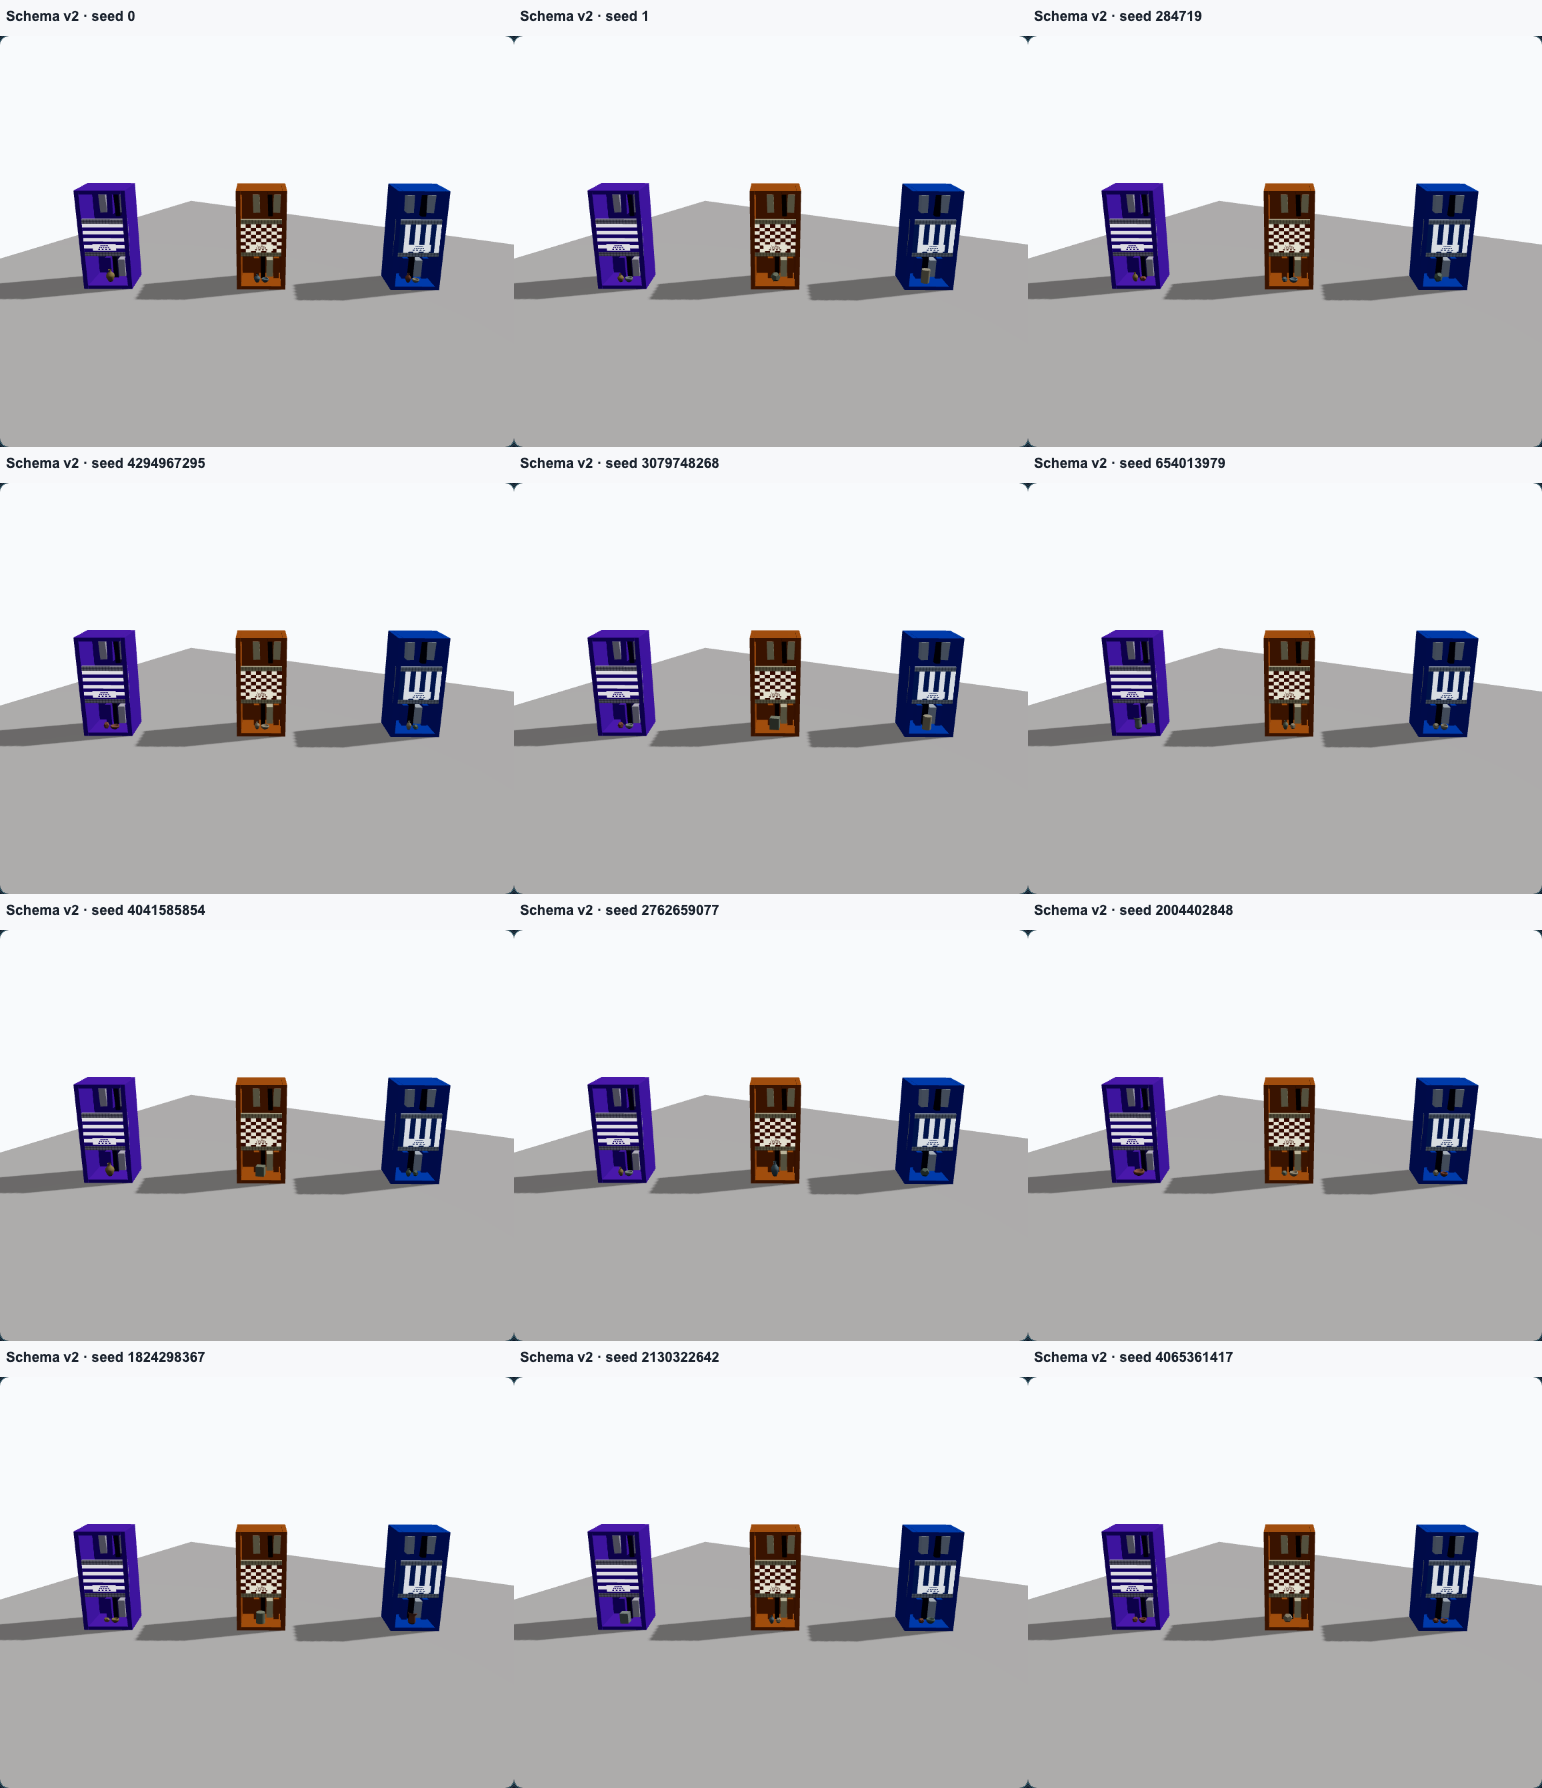 Schema v2 · seed 0
Schema v2 · seed 1
Schema v2 · seed 284719
Schema v2 · seed 4294967295
Schema v2 · seed 3079748268
Schema v2 · seed 654013979
Schema v2 · seed 4041585854
Schema v2 · seed 2762659077
Schema v2 · seed 2004402848
Schema v2 · seed 1824298367
Schema v2 · seed 2130322642
Schema v2 · seed 4065361417